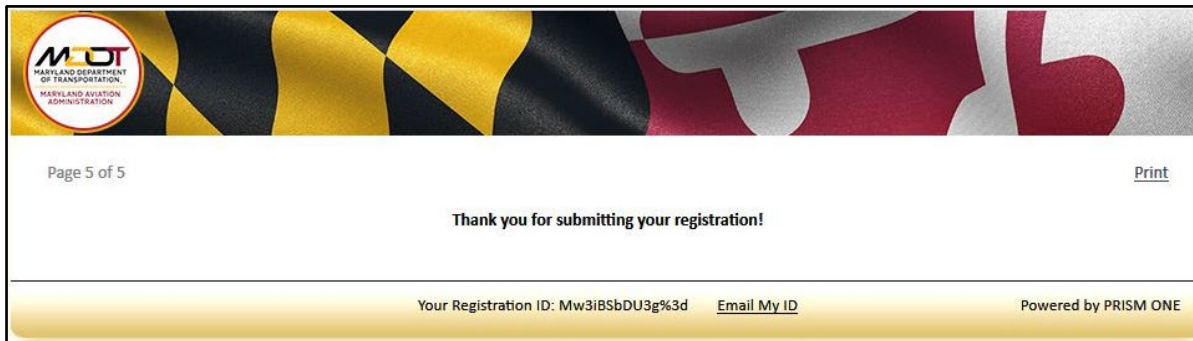 MDOT
MARYLAND DEPARTMENT
OF TRANSPORTATION
MARYLAND AVIATION
ADMINISTRATION
Page 5 of 5
Print
Thank you for submitting your registration!
Your Registration ID: Mw3iBSbDU3g%3d Email My ID Powered by PRISM ONE